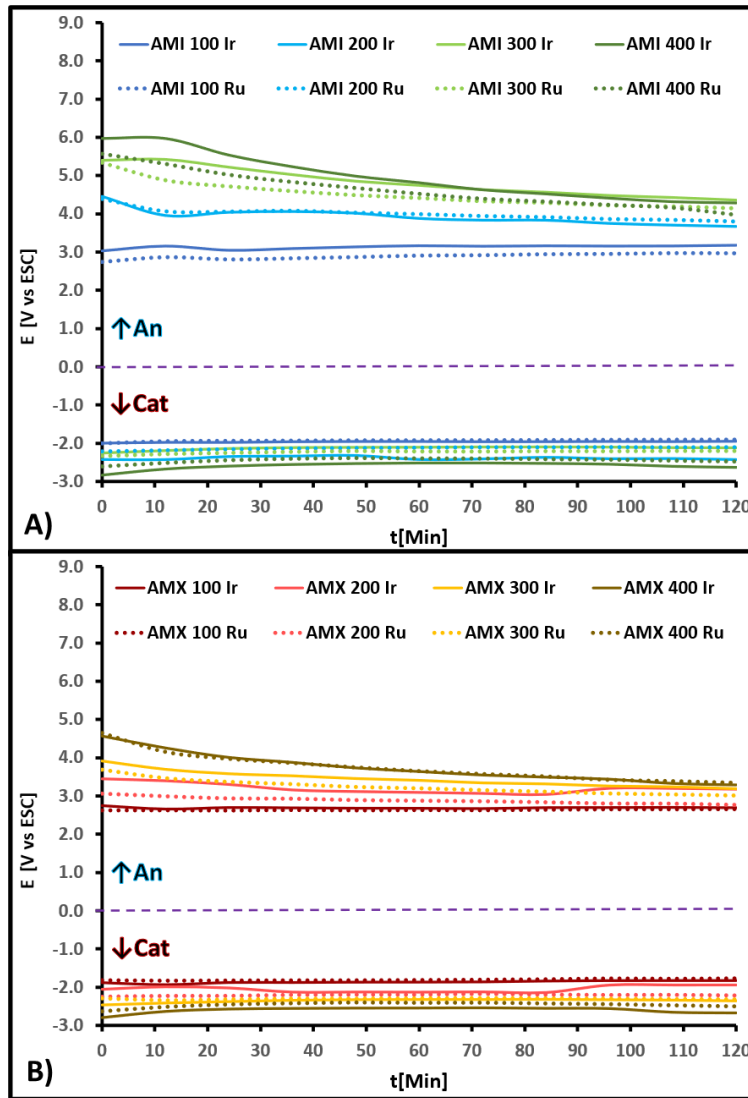 9.0
AMI 100 Ir
AMI 200 Ir
AMI 300 Ir
AMI 400 Ir
8.0
AMI 100 Ru
AMI 200 Ru
AMI 300 Ru
AMI 400 Ru
7.0
6.0
5.0
4.0
3.0
2.0
1.0
0.0
-1.0
-2.0
-3.0
E [V vs ESC]
↑An
↓Cat
0 10 20 30 40 50 60 70 80 90 100 110 120
t[Min]
A)
9.0
AMX 100 Ir
AMX 200 Ir
AMX 300 Ir
AMX 400 Ir
8.0
AMX 100 Ru
AMX 200 Ru
AMX 300 Ru
AMX 400 Ru
7.0
6.0
5.0
4.0
3.0
2.0
1.0
0.0
-1.0
-2.0
-3.0
E [V vs ESC]
↑An
↓Cat
0 10 20 30 40 50 60 70 80 90 100 110 120
t[Min]
B)